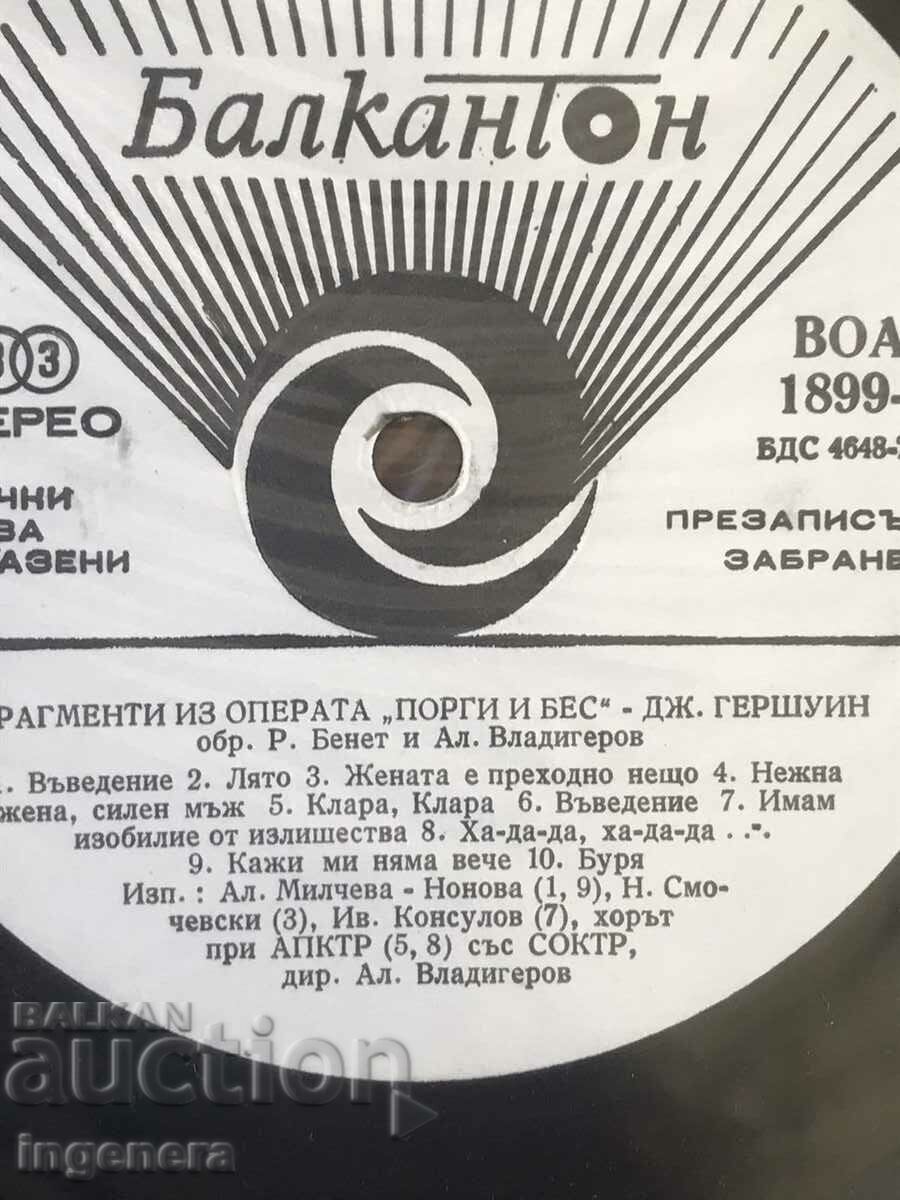 Балкантон
33
ЕРЕО
ВОА
1899-
БДС 4648-
ЧНИ
ВА
АЗЕНИ
ПРЕЗАПИСЪ
ЗАБРАНЕ
РАГМЕНТИ ИЗ ОПЕРАТА „ПОРГИ И БЕС“ - ДЖ. ГЕРШУИН
обр. Р. Бенет и Ал. Владигеров
1. Въведение 2. Лято 3. Жената е преходно нещо 4. Нежна
жена, силен мъж 5. Клара, Клара 6. Въведение 7. Имам
изобилие от излишества 8. Ха-да-да, ха-да-да ...
9. Кажи ми няма вече 10. Буря
Изп. : Ал. Милчева - Нонова (1, 9), Н. Смо-
чевски (3), Ив. Консулов (7), хорът
при АПКТР (5, 8) със СОКТР,
дир. Ал. Владигеров
BALKAN
auction
ingenera